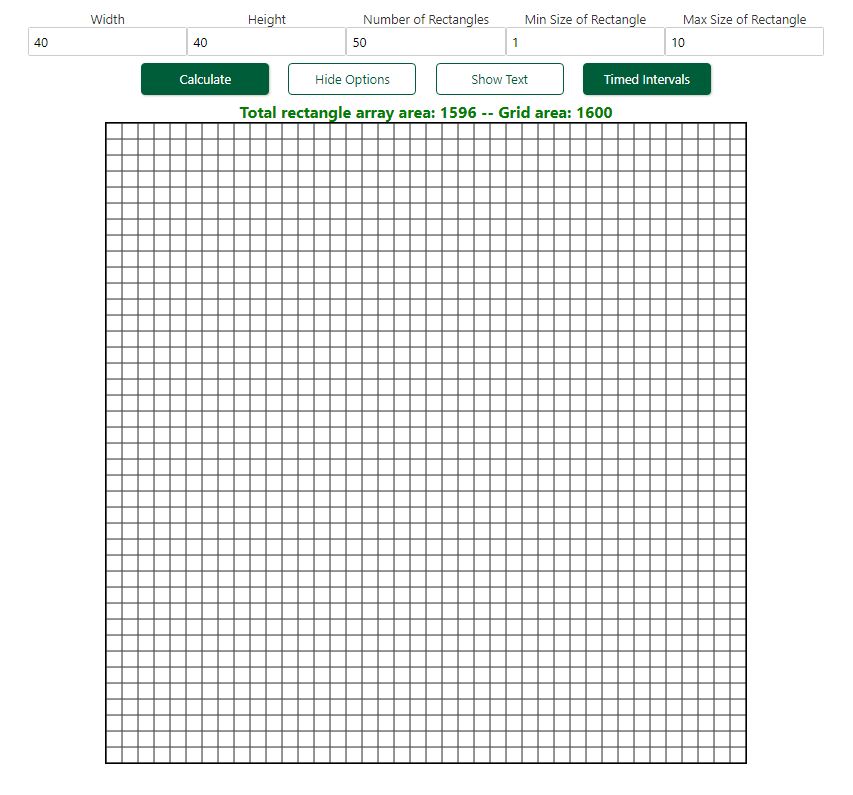 Width Height Number of Rectangles Min Size of Rectangle Max Size of Rectangle
40 40 50 1 10
Calculate Hide Options Show Text Timed Intervals
Total rectangle array area: 1596 -- Grid area: 1600